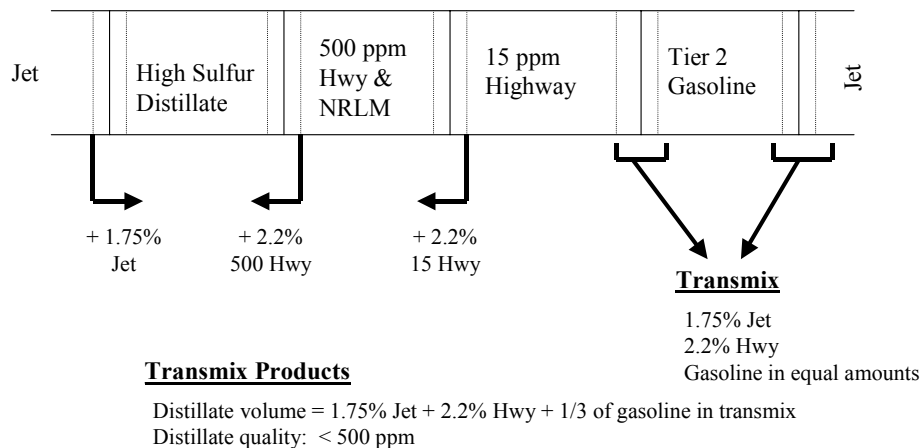 Jet
High Sulfur
Distillate
500 ppm
Hwy &
NRLM
15 ppm
Highway
Tier 2
Gasoline
Jet
+ 1.75%
Jet
+ 2.2%
500 Hwy
+ 2.2%
15 Hwy
Transmix
1.75% Jet
2.2% Hwy
Gasoline in equal amounts
Transmix Products
Distillate volume = 1.75% Jet + 2.2% Hwy + 1/3 of gasoline in transmix
Distillate quality: < 500 ppm